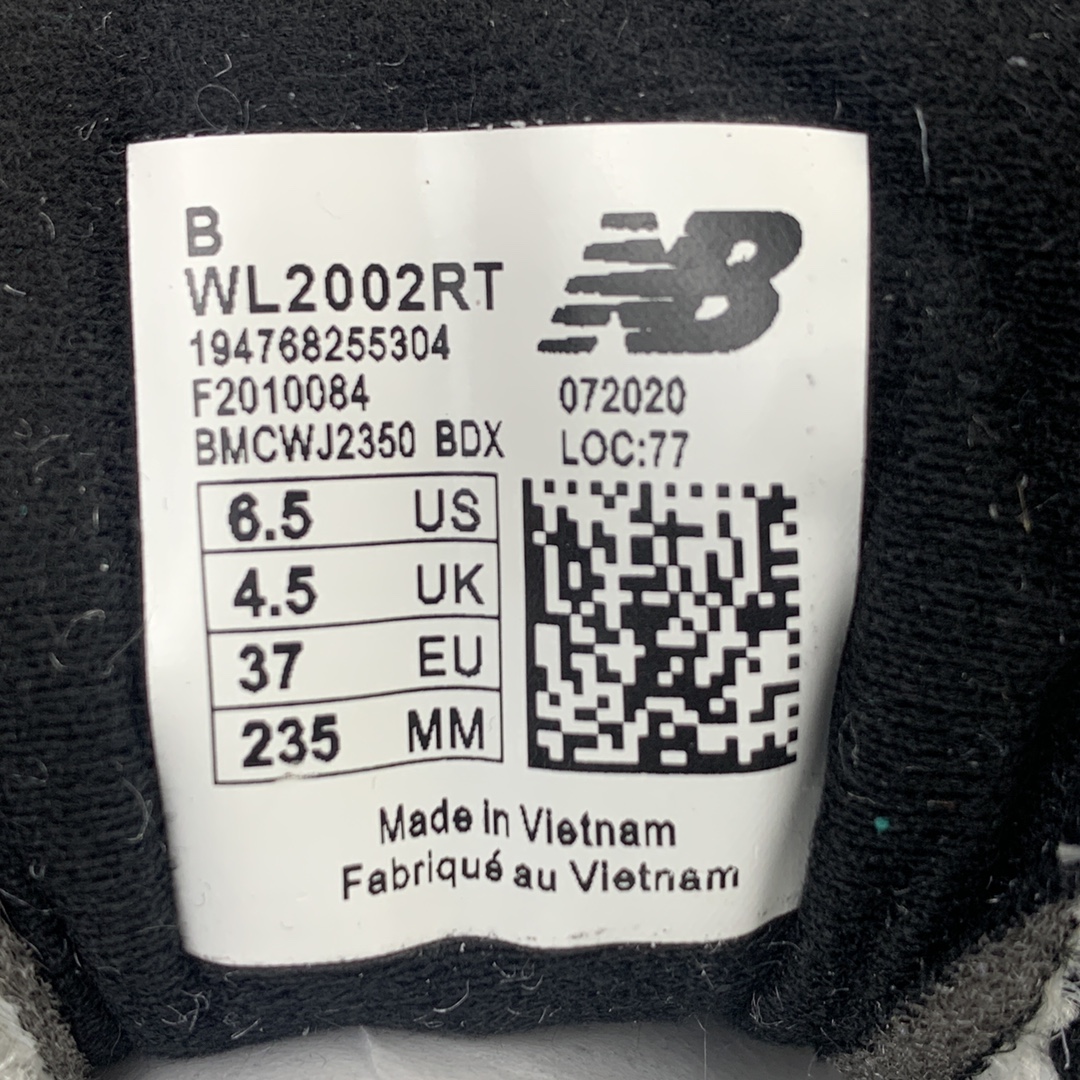 B
WL2002RT
194768255304
F2010084 072020
BMCWJ2350 BDX LOC:77
6.5 US
4.5 UK
37 EU
235 MM
Made in Vietnam
Fabriqué au Vietnam
NB